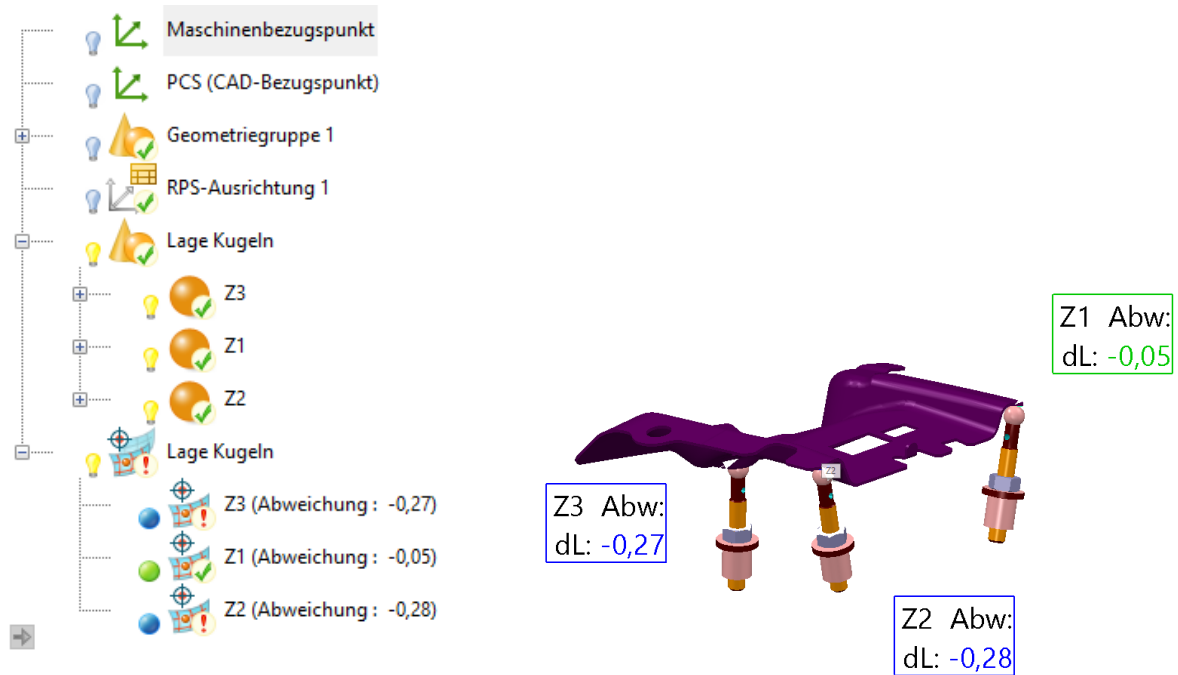 Maschinenbezugspunkt
PCS (CAD-Bezugspunkt)
Geometriegruppe 1
RPS-Ausrichtung 1
Lage Kugeln
Z3
Z1
Z2
Lage Kugeln
Z3 (Abweichung : -0,27)
Z1 (Abweichung : -0,05)
Z2 (Abweichung : -0,28)
Z1 Abw:
dL: -0,05
Z2
Z3 Abw:
dL: -0,27
Z2 Abw:
dL: -0,28